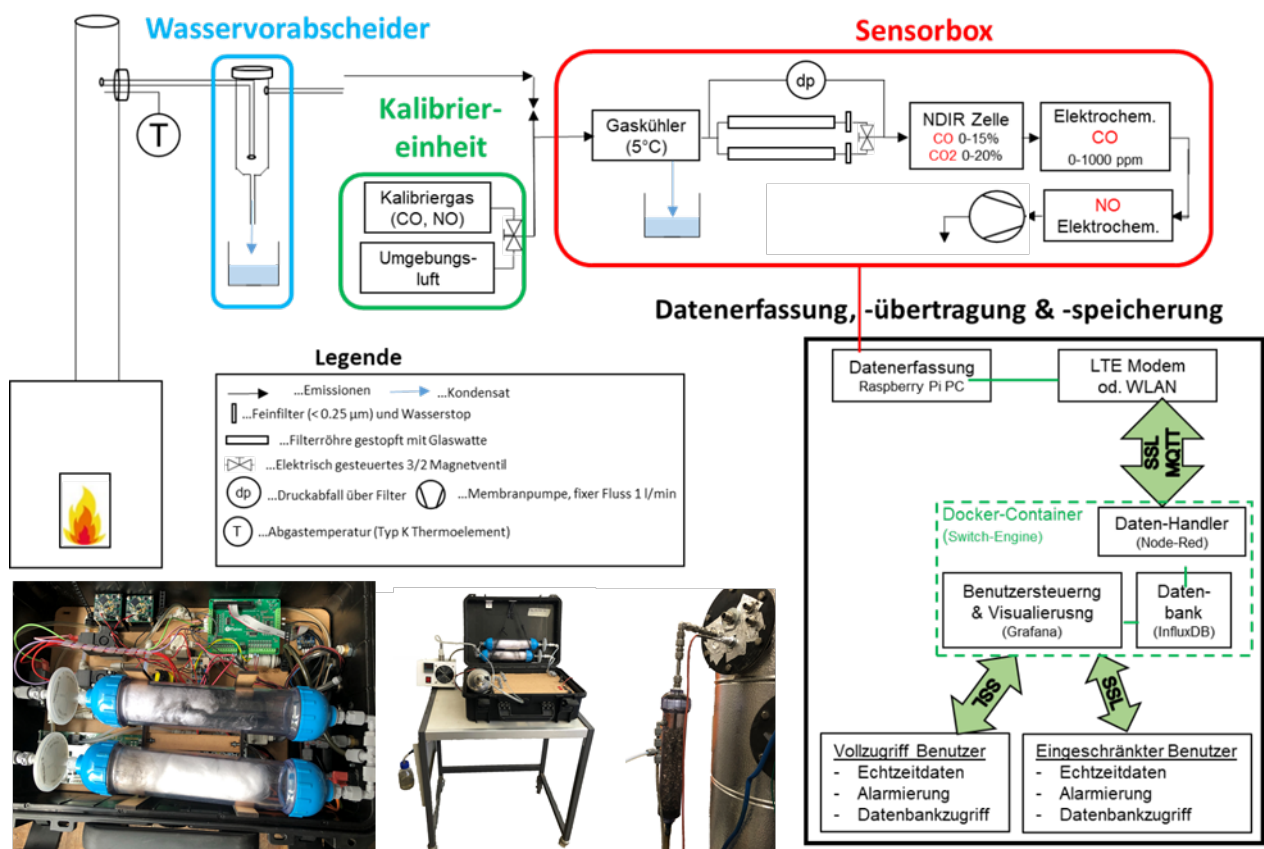 Wasservorabscheider
Sensorbox
T
Kalibrier-
einheit
Kalibriergas
(CO, NO)
Umgebungs-
luft
dp
Gaskühler
(5°C)
NDIR Zelle
CO 0-15%
CO2 0-20%
Elektrochem.
CO
0-1000 ppm
NO
Elektrochem.
Datenerfassung, -übertragung & -speicherung
Legende
...Emissionen
...Kondsat
...Feinfilter (< 0.25 µm) und Wasserstop
...Filterröhre gestopft mit Glaswatte
...Elektrisch gesteuertes 3/2 Magnetventil
dp
...Druckabfall über Filter
...Membranpumpe, fixer Fluss 1 l/min
T
...Abgastemperatur (Typ K Thermoelement)
Datenerfassung
Raspberry Pi PC
LTE Modem
od. WLAN
SSL
MQTT
Docker-Container
(Switch-Engine)
Daten-Handler
(Node-Red)
Benutzersteuerng
& Visualierusng
(Grafana)
Daten-
bank
(InfluxDB)
SSL
SSL
Vollzugriff Benutzer
- Echtzeitdaten
- Alarmierung
- Datenbankzugriff
Eingeschränkter Benutzer
- Echtzeitdaten
- Alarmierung
- Datenbankzugriff